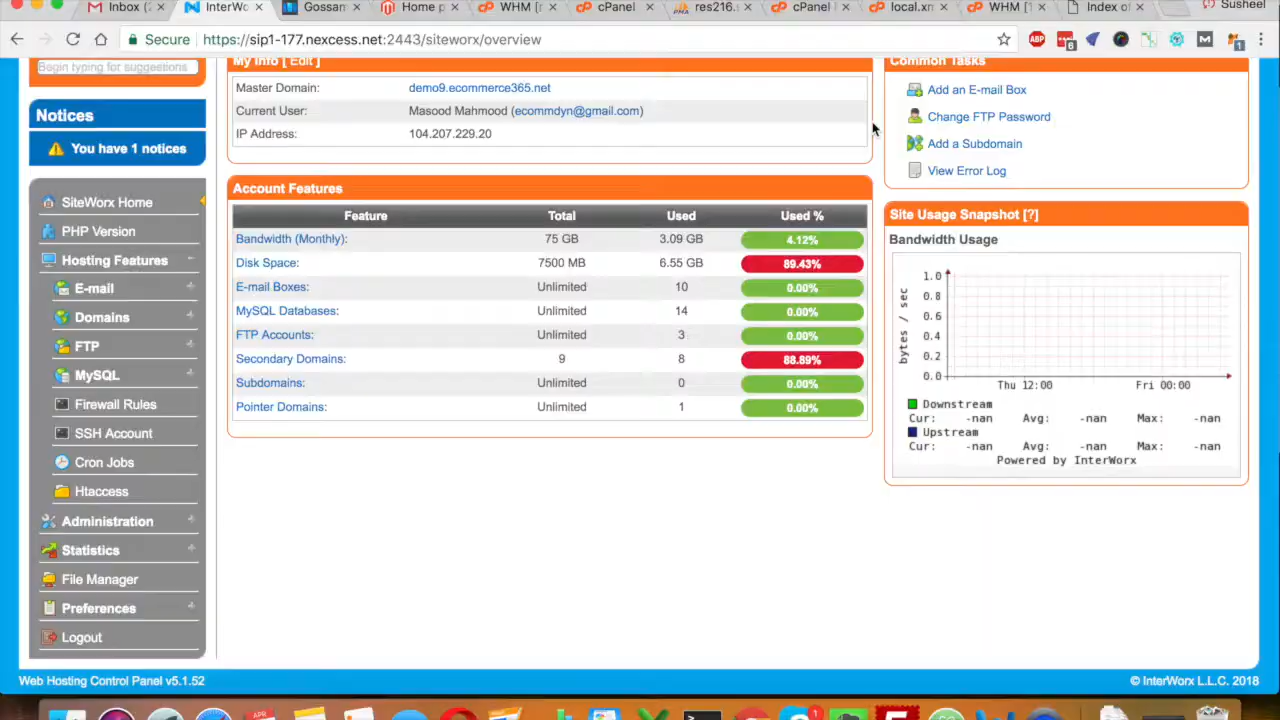 Inbox (
InterWo
Gossam
Home p
WHM [r
cPanel
res216.s
cPanel
local.xn
WHM [1
Index of
Susheel
Secure
https://sip1-177.nexcess.net:2443/siteworx/overview
ABP
6
M
1
Begin typing for suggestions
My Info [ Edit ]
Master Domain:
demo9.ecommerce365.net
Current User:
Masood Mahmood (ecommdyn@gmail.com)
IP Address:
104.207.229.20
Common Tasks
Add an E-mail Box
Change FTP Password
Add a Subdomain
View Error Log
Notices
You have 1 notices
SiteWorx Home
PHP Version
Hosting Features
E-mail
Domains
FTP
MySQL
Firewall Rules
SSH Account
Cron Jobs
Htaccess
Administration
Statistics
File Manager
Preferences
Logout
Account Features
Feature Total Used Used %
Bandwidth (Monthly): 75 GB 3.09 GB 4.12%
Disk Space: 7500 MB 6.55 GB 89.43%
E-mail Boxes: Unlimited 10 0.00%
MySQL Databases: Unlimited 14 0.00%
FTP Accounts: Unlimited 3 0.00%
Secondary Domains: 9 8 88.89%
Subdomains: Unlimited 0 0.00%
Pointer Domains: Unlimited 1 0.00%
Site Usage Snapshot [?]
Bandwidth Usage
bytes / sec
1.0
0.8
0.6
0.4
0.2
0.0
Thu 12:00 Fri 00:00
Downstream
Cur: -nan Avg: -nan Max: -nan
Upstream
Cur: -nan Avg: -nan Max: -nan
Powered by InterWorx
Web Hosting Control Panel v5.1.52
© InterWorx L.L.C. 2018
APR
1